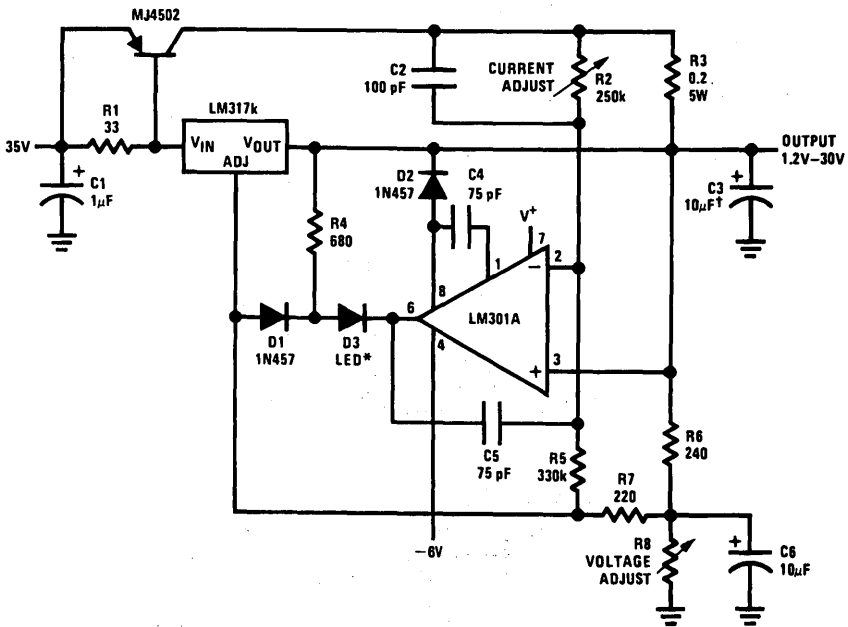 MJ4502
C2
100 pF
CURRENT
ADJUST
R2
250k
R3
0.2
5W
R1
33
LM317k
VIN
VOUT
ADJ
35V
OUTPUT
1.2V–30V
+
C1
1μF
D2
1N457
C4
75 pF
V+
+
C3
10μF†
R4
680
7
1
2
−
8
6
LM301A
4
D1
1N457
D3
LED*
3
+
C5
75 pF
R5
330k
R6
240
R7
220
−6V
R8
VOLTAGE
ADJUST
+
C6
10μF